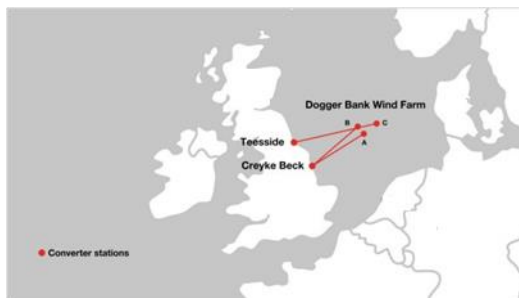 Dogger Bank Wind Farm
B
C
A
Teesside
Creyke Beck
Converter stations